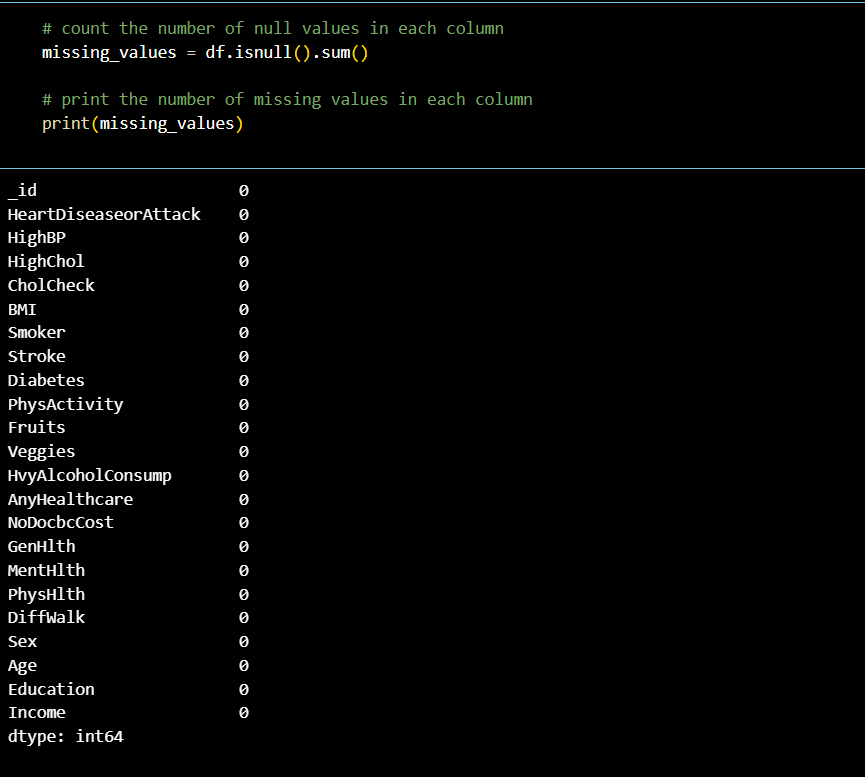 # count the number of null values in each column
missing_values = df.isnull().sum()
# print the number of missing values in each column
print(missing_values)
_id 0
HeartDiseaseorAttack 0
HighBP 0
HighChol 0
CholCheck 0
BMI 0
Smoker 0
Stroke 0
Diabetes 0
PhysActivity 0
Fruits 0
Veggies 0
HvyAlcoholConsump 0
AnyHealthcare 0
NoDocbcCost 0
GenHlth 0
MentHlth 0
PhysHlth 0
DiffWalk 0
Sex 0
Age 0
Education 0
Income 0
dtype: int64